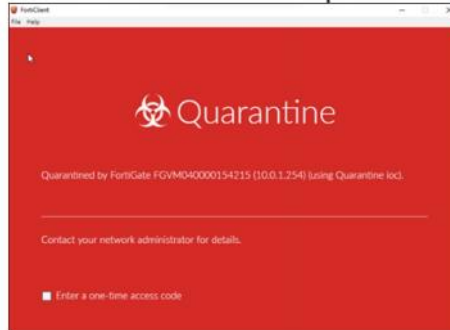 FortiClient
File Help
Quarantine
Quarantined by FortiGate FGVM040000154215 (10.0.1.254) (using Quarantine ioc).
Contact your network administrator for details.
Enter a one-time access code